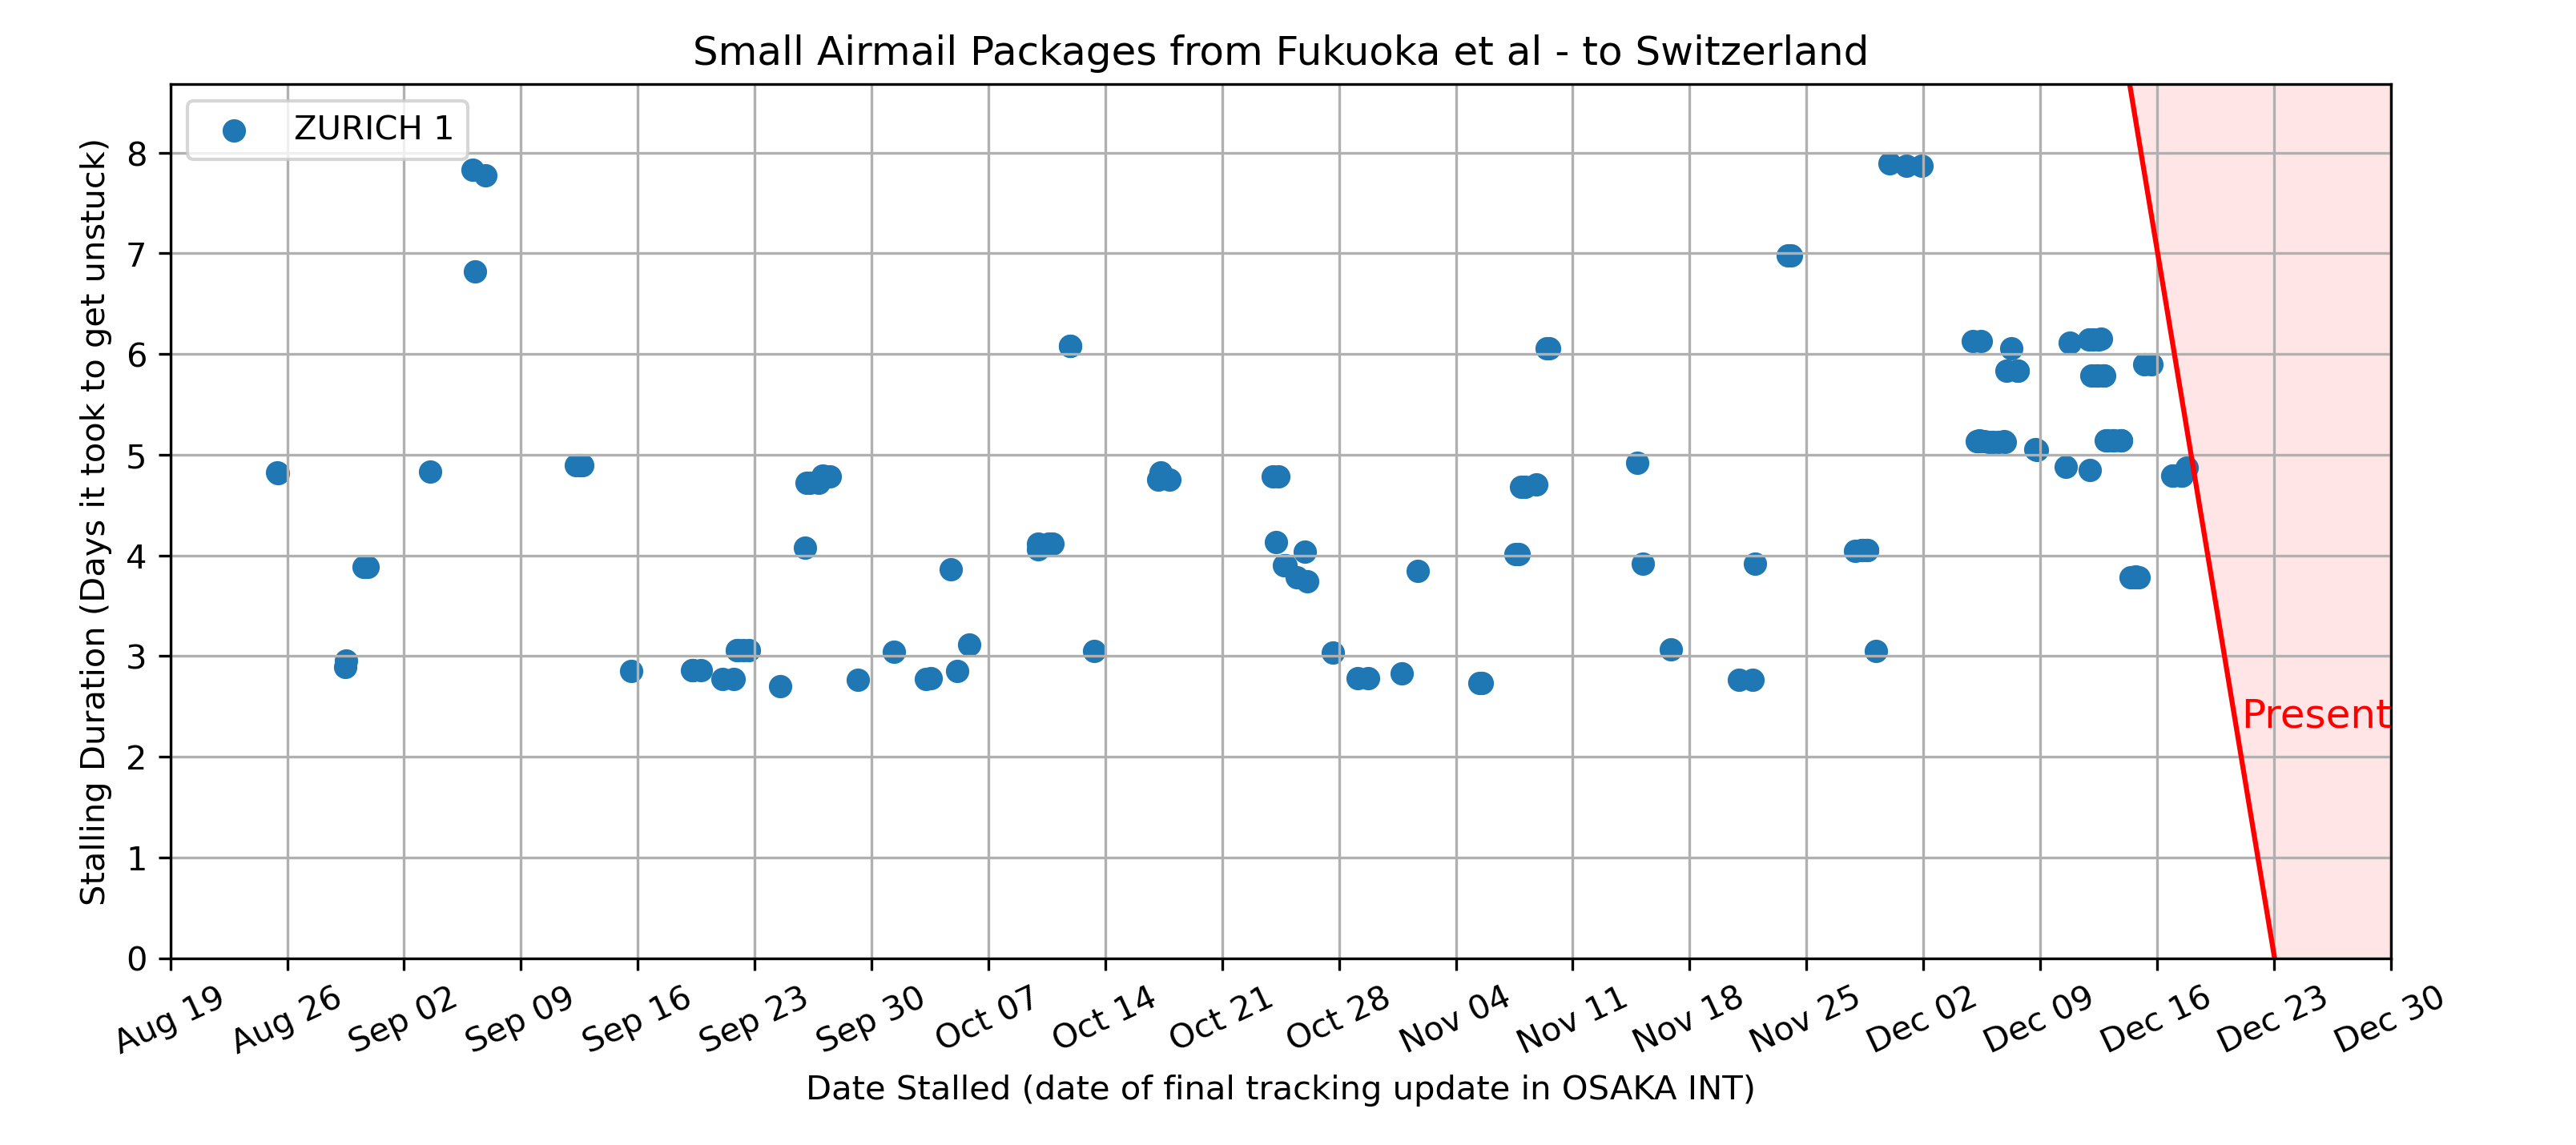 Small Airmail Packages from Fukuoka et al - to Switzerland
ZURICH 1
Stalling Duration (Days it took to get unstuck)
8
7
6
5
4
3
2
1
0
Present
Aug 19
Aug 26
Sep 02
Sep 09
Sep 16
Sep 23
Sep 30
Oct 07
Oct 14
Oct 21
Oct 28
Nov 04
Nov 11
Nov 18
Nov 25
Dec 02
Dec 09
Dec 16
Dec 23
Dec 30
Date Stalled (date of final tracking update in OSAKA INT)